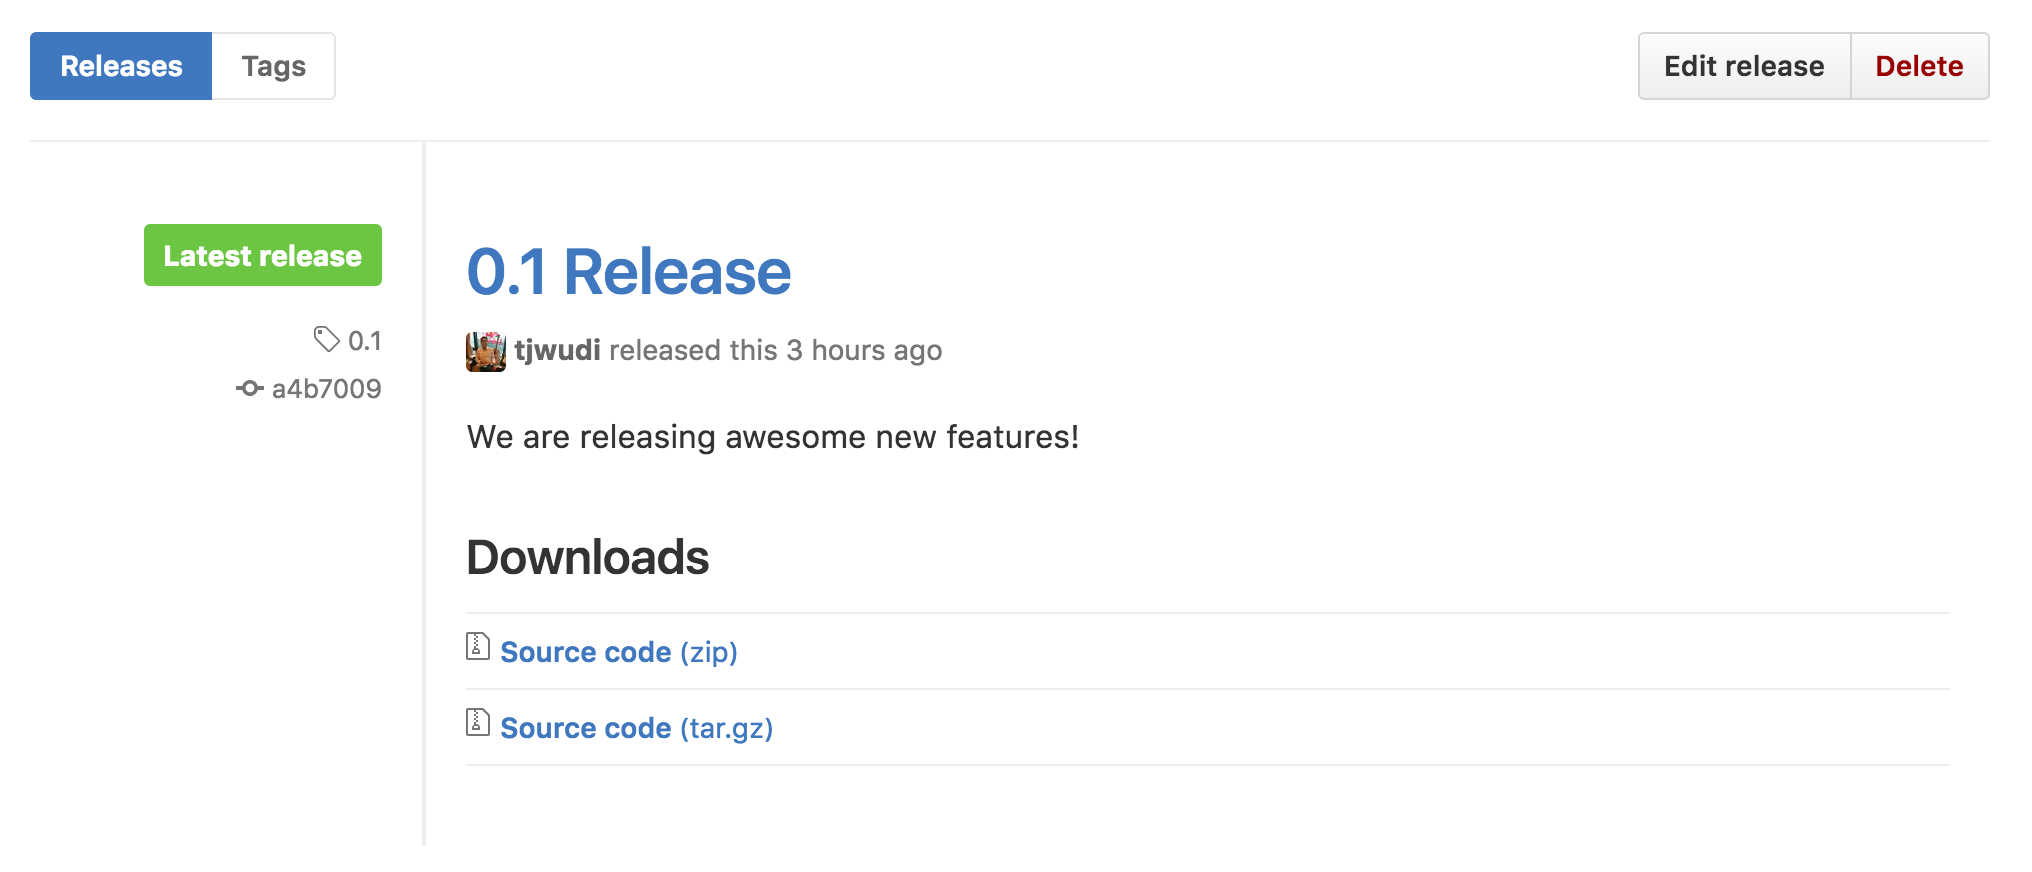 Releases Tags Edit release Delete
Latest release
0.1
a4b7009
0.1 Release
tjwudi released this 3 hours ago
We are releasing awesome new features!
Downloads
Source code (zip)
Source code (tar.gz)